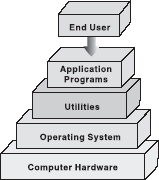 End User
Application
Programs
Utilities
Operating System
Computer Hardware